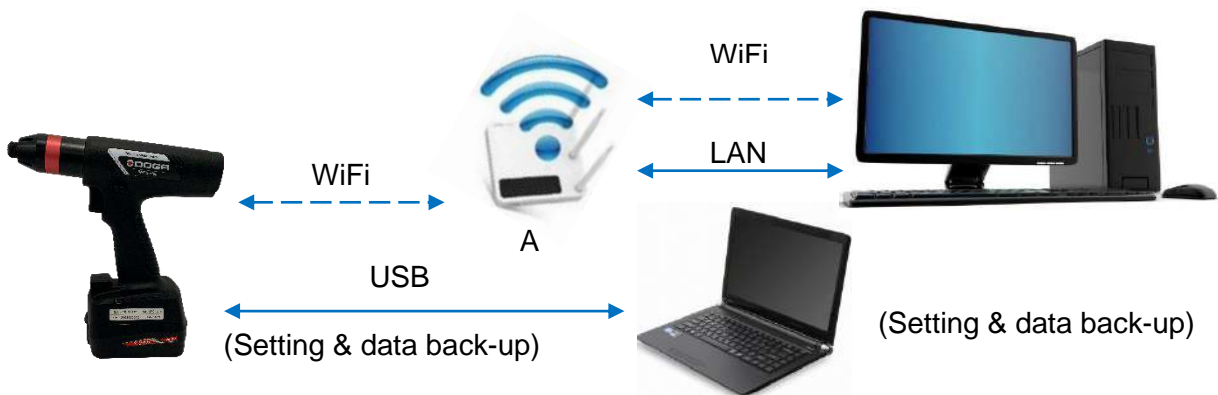 WiFi
WiFi
LAN
A
USB
(Setting & data back-up)
(Setting & data back-up)
DOGA